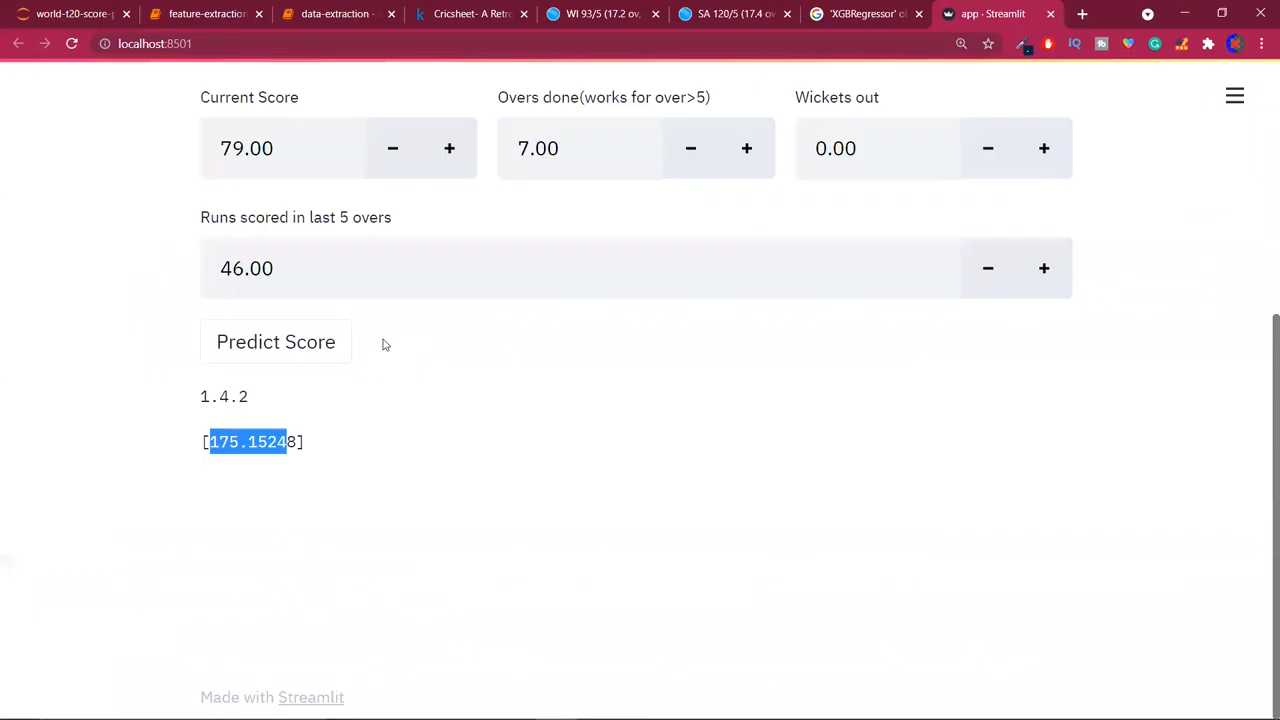 world-t20-score-p
feature-extraction
data-extraction - J
Cricsheet- A Retro
WI 93/5 (17.2 ov,
SA 120/5 (17.4 ov
'XGBRegressor' o
app · Streamlit
localhost:8501
Current Score
Overs done(works for over>5)
Wickets out
79.00 − +
7.00 − +
0.00 − +
Runs scored in last 5 overs
46.00 − +
Predict Score
1.4.2
[175.15248]
Made with Streamlit